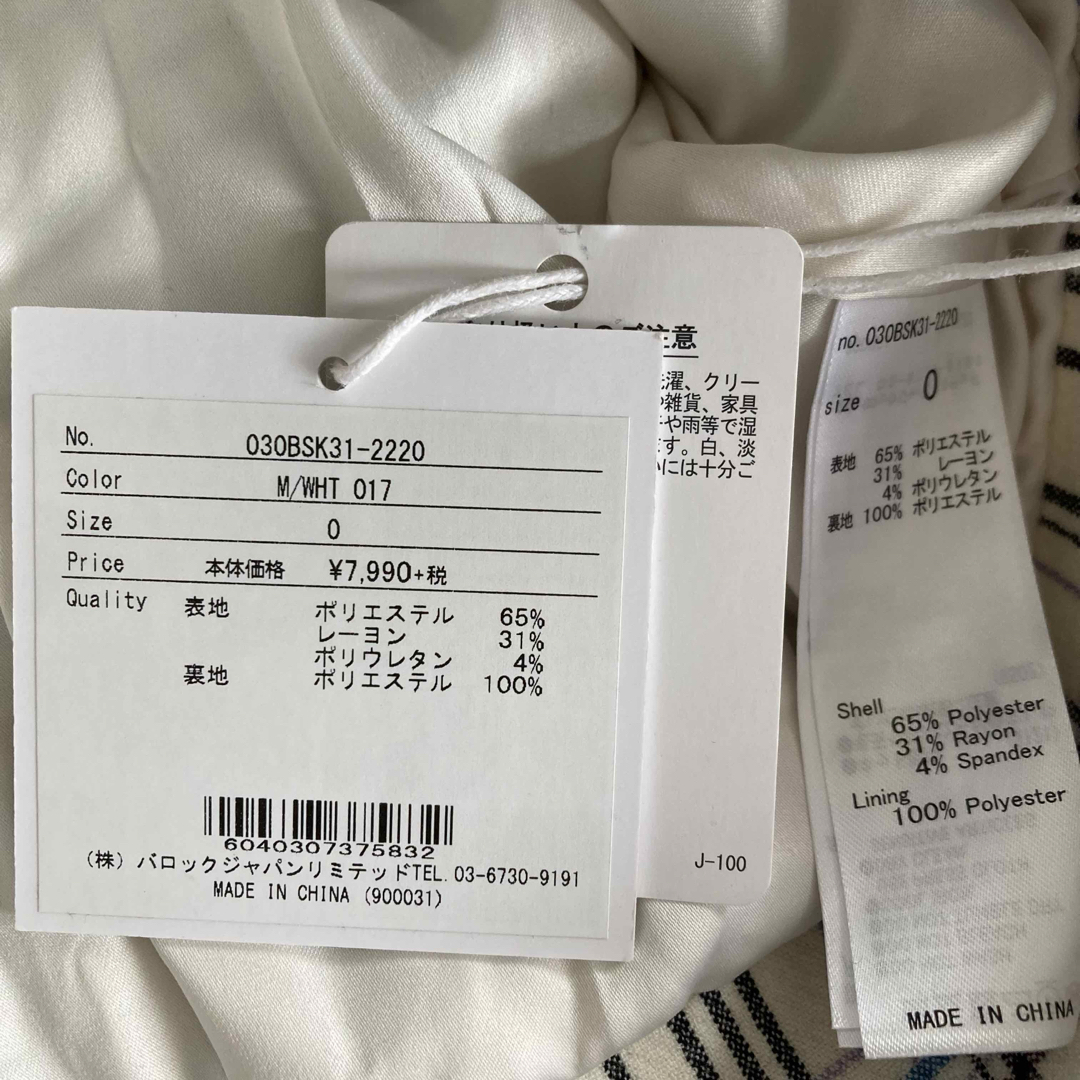 No. 030BSK31-2220
Color M/WHT 017
Size 0
Price 本体価格 ¥7,990+税
Quality 表地 ポリエステル 65%
レーヨン 31%
ポリウレタン 4%
裏地 ポリエステル 100%
6040307375832
(株) バロックジャパンリミテッドTEL. 03-6730-9191
MADE IN CHINA (900031)
ご注意
クリー
雑貨、家具
や雨等で湿
す。白、淡
には十分ご
J-100
no. 030BSK31-2220
size 0
表地 65% ポリエステル
31% レーヨン
4% ポリウレタン
裏地 100% ポリエステル
Shell
65% Polyester
31% Rayon
4% Spandex
Lining
100% Polyester
MADE IN CHINA